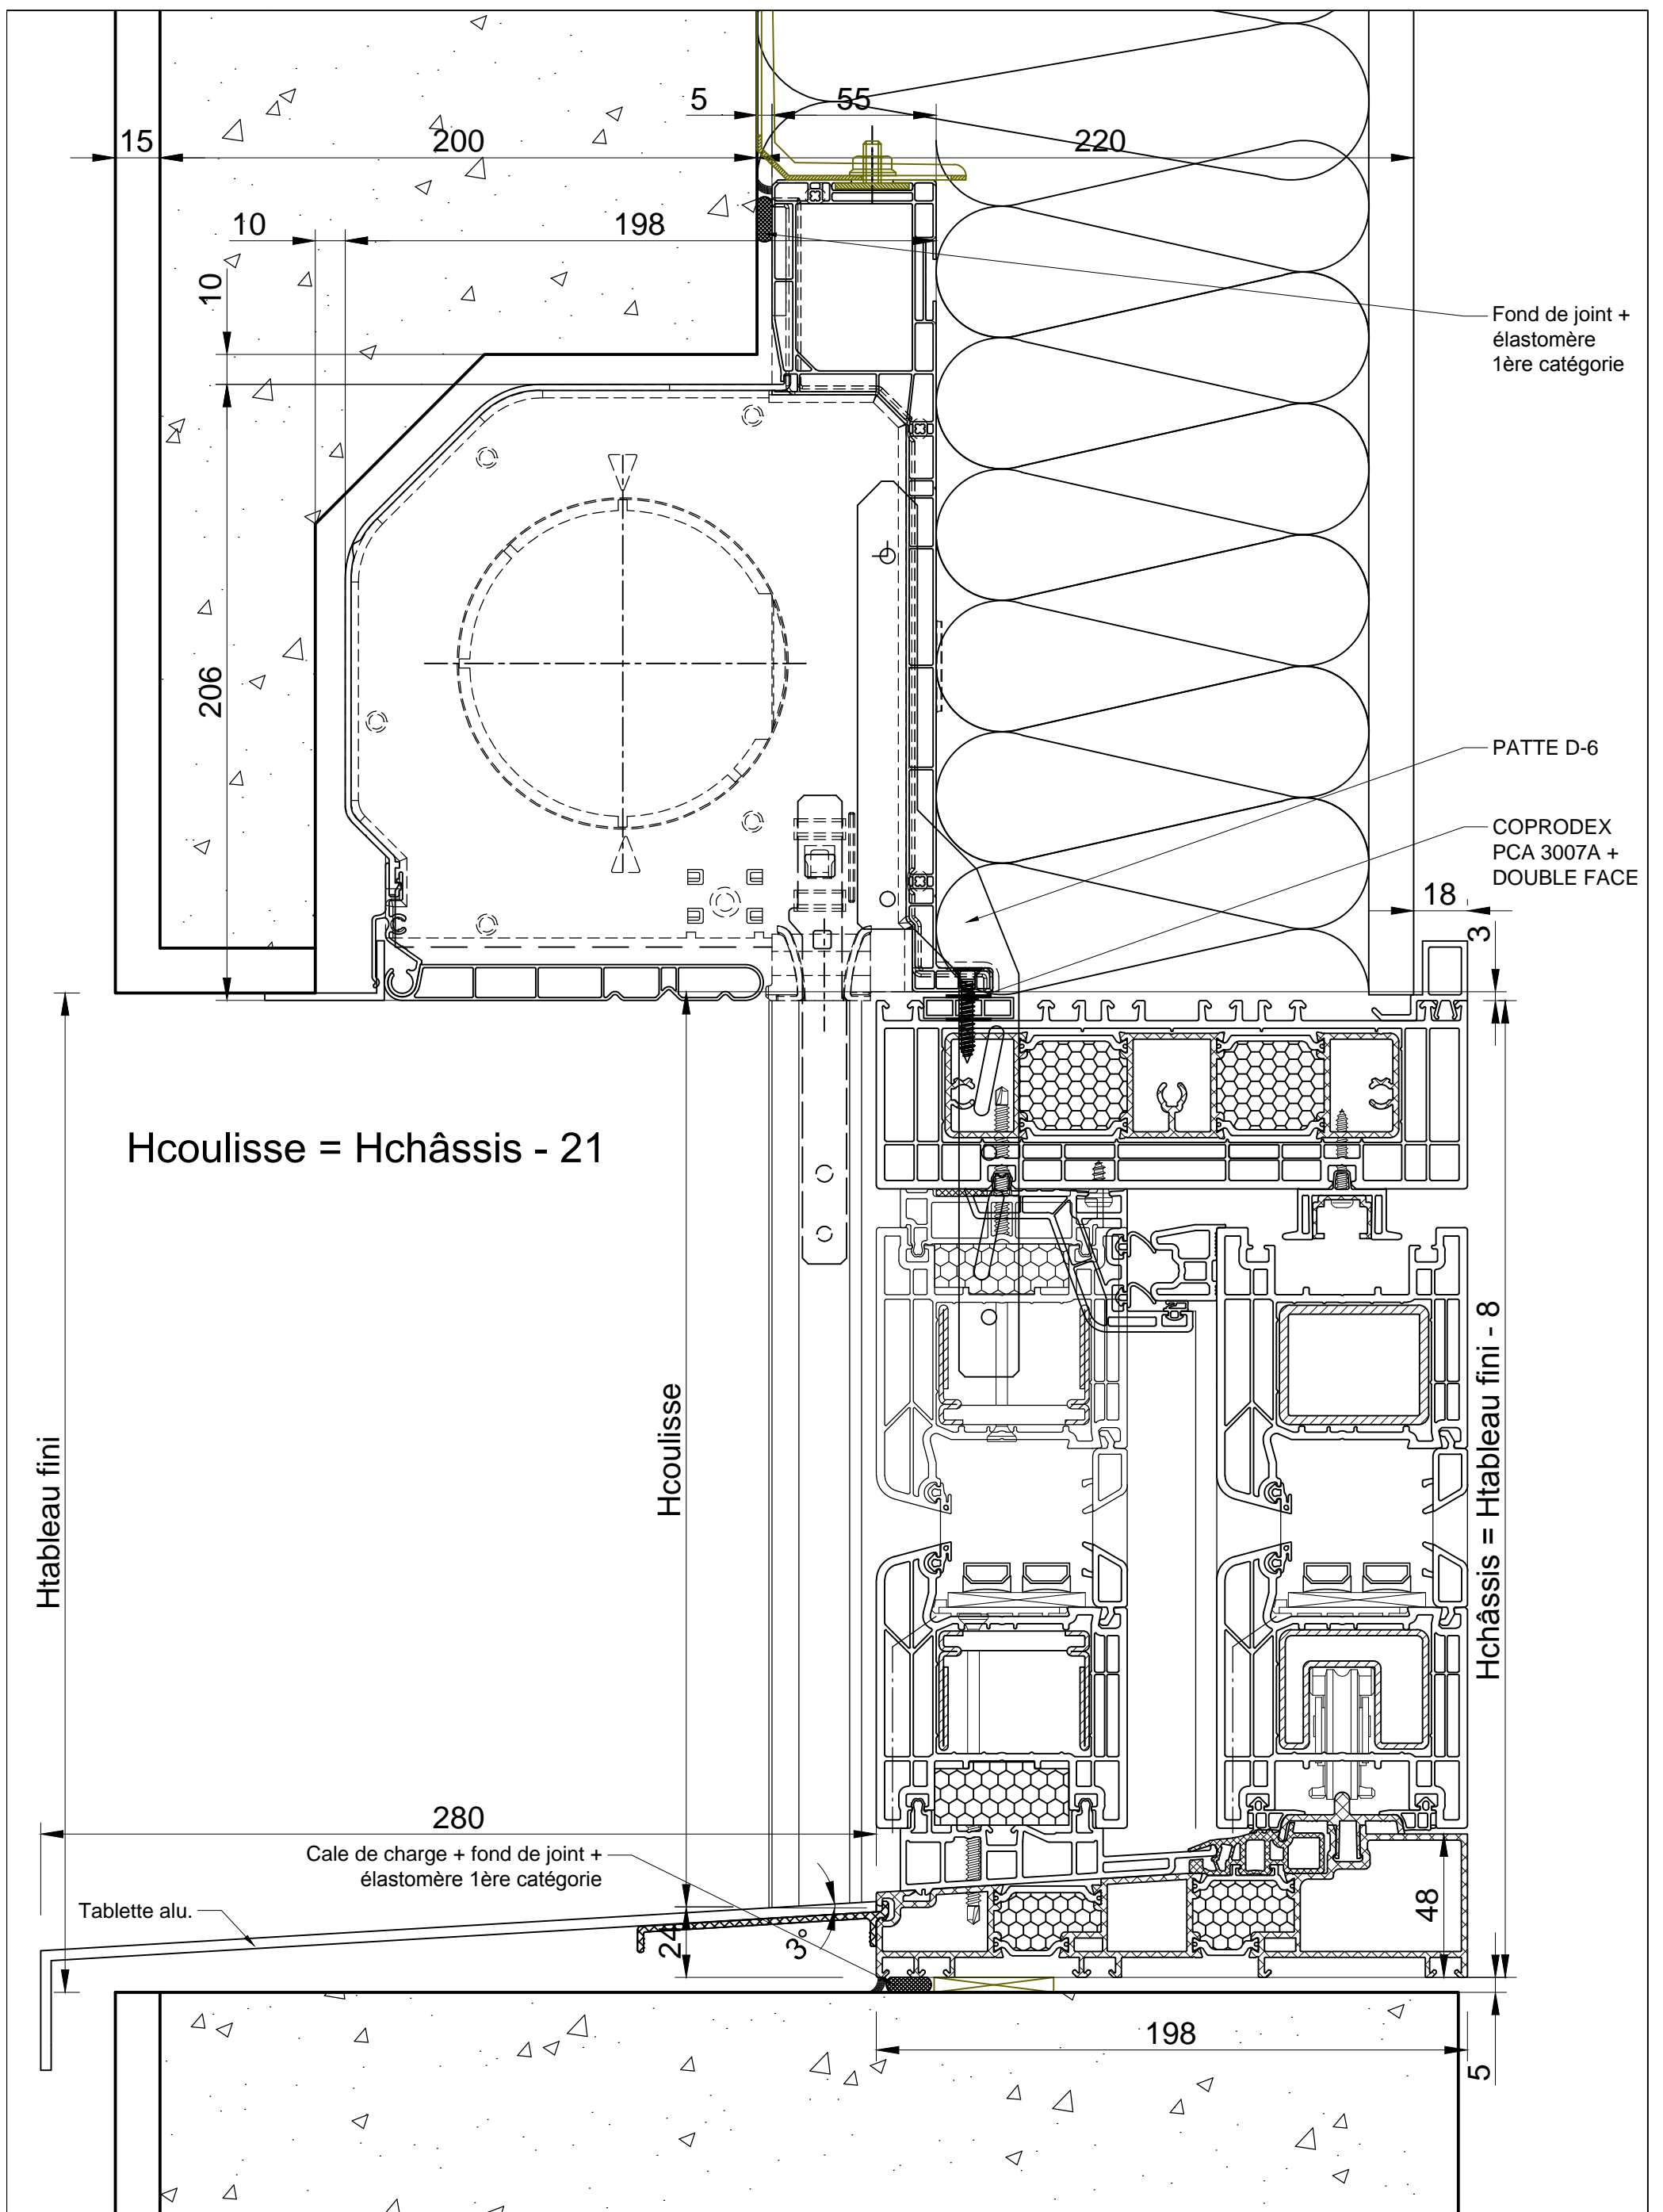 5
55
15
200
220
10
198
10
Fond de joint +
élastomère
1ère catégorie
206
PATTE D-6
COPRODEX
PCA 3007A +
DOUBLE FACE
18
3
Hcoulisse = Hchâssis - 21
Htableau fini
Hcoulisse
Hchâssis = Htableau fini - 8
280
Cale de charge + fond de joint +
élastomère 1ère catégorie
Tablette alu.
24
3°
48
198
5